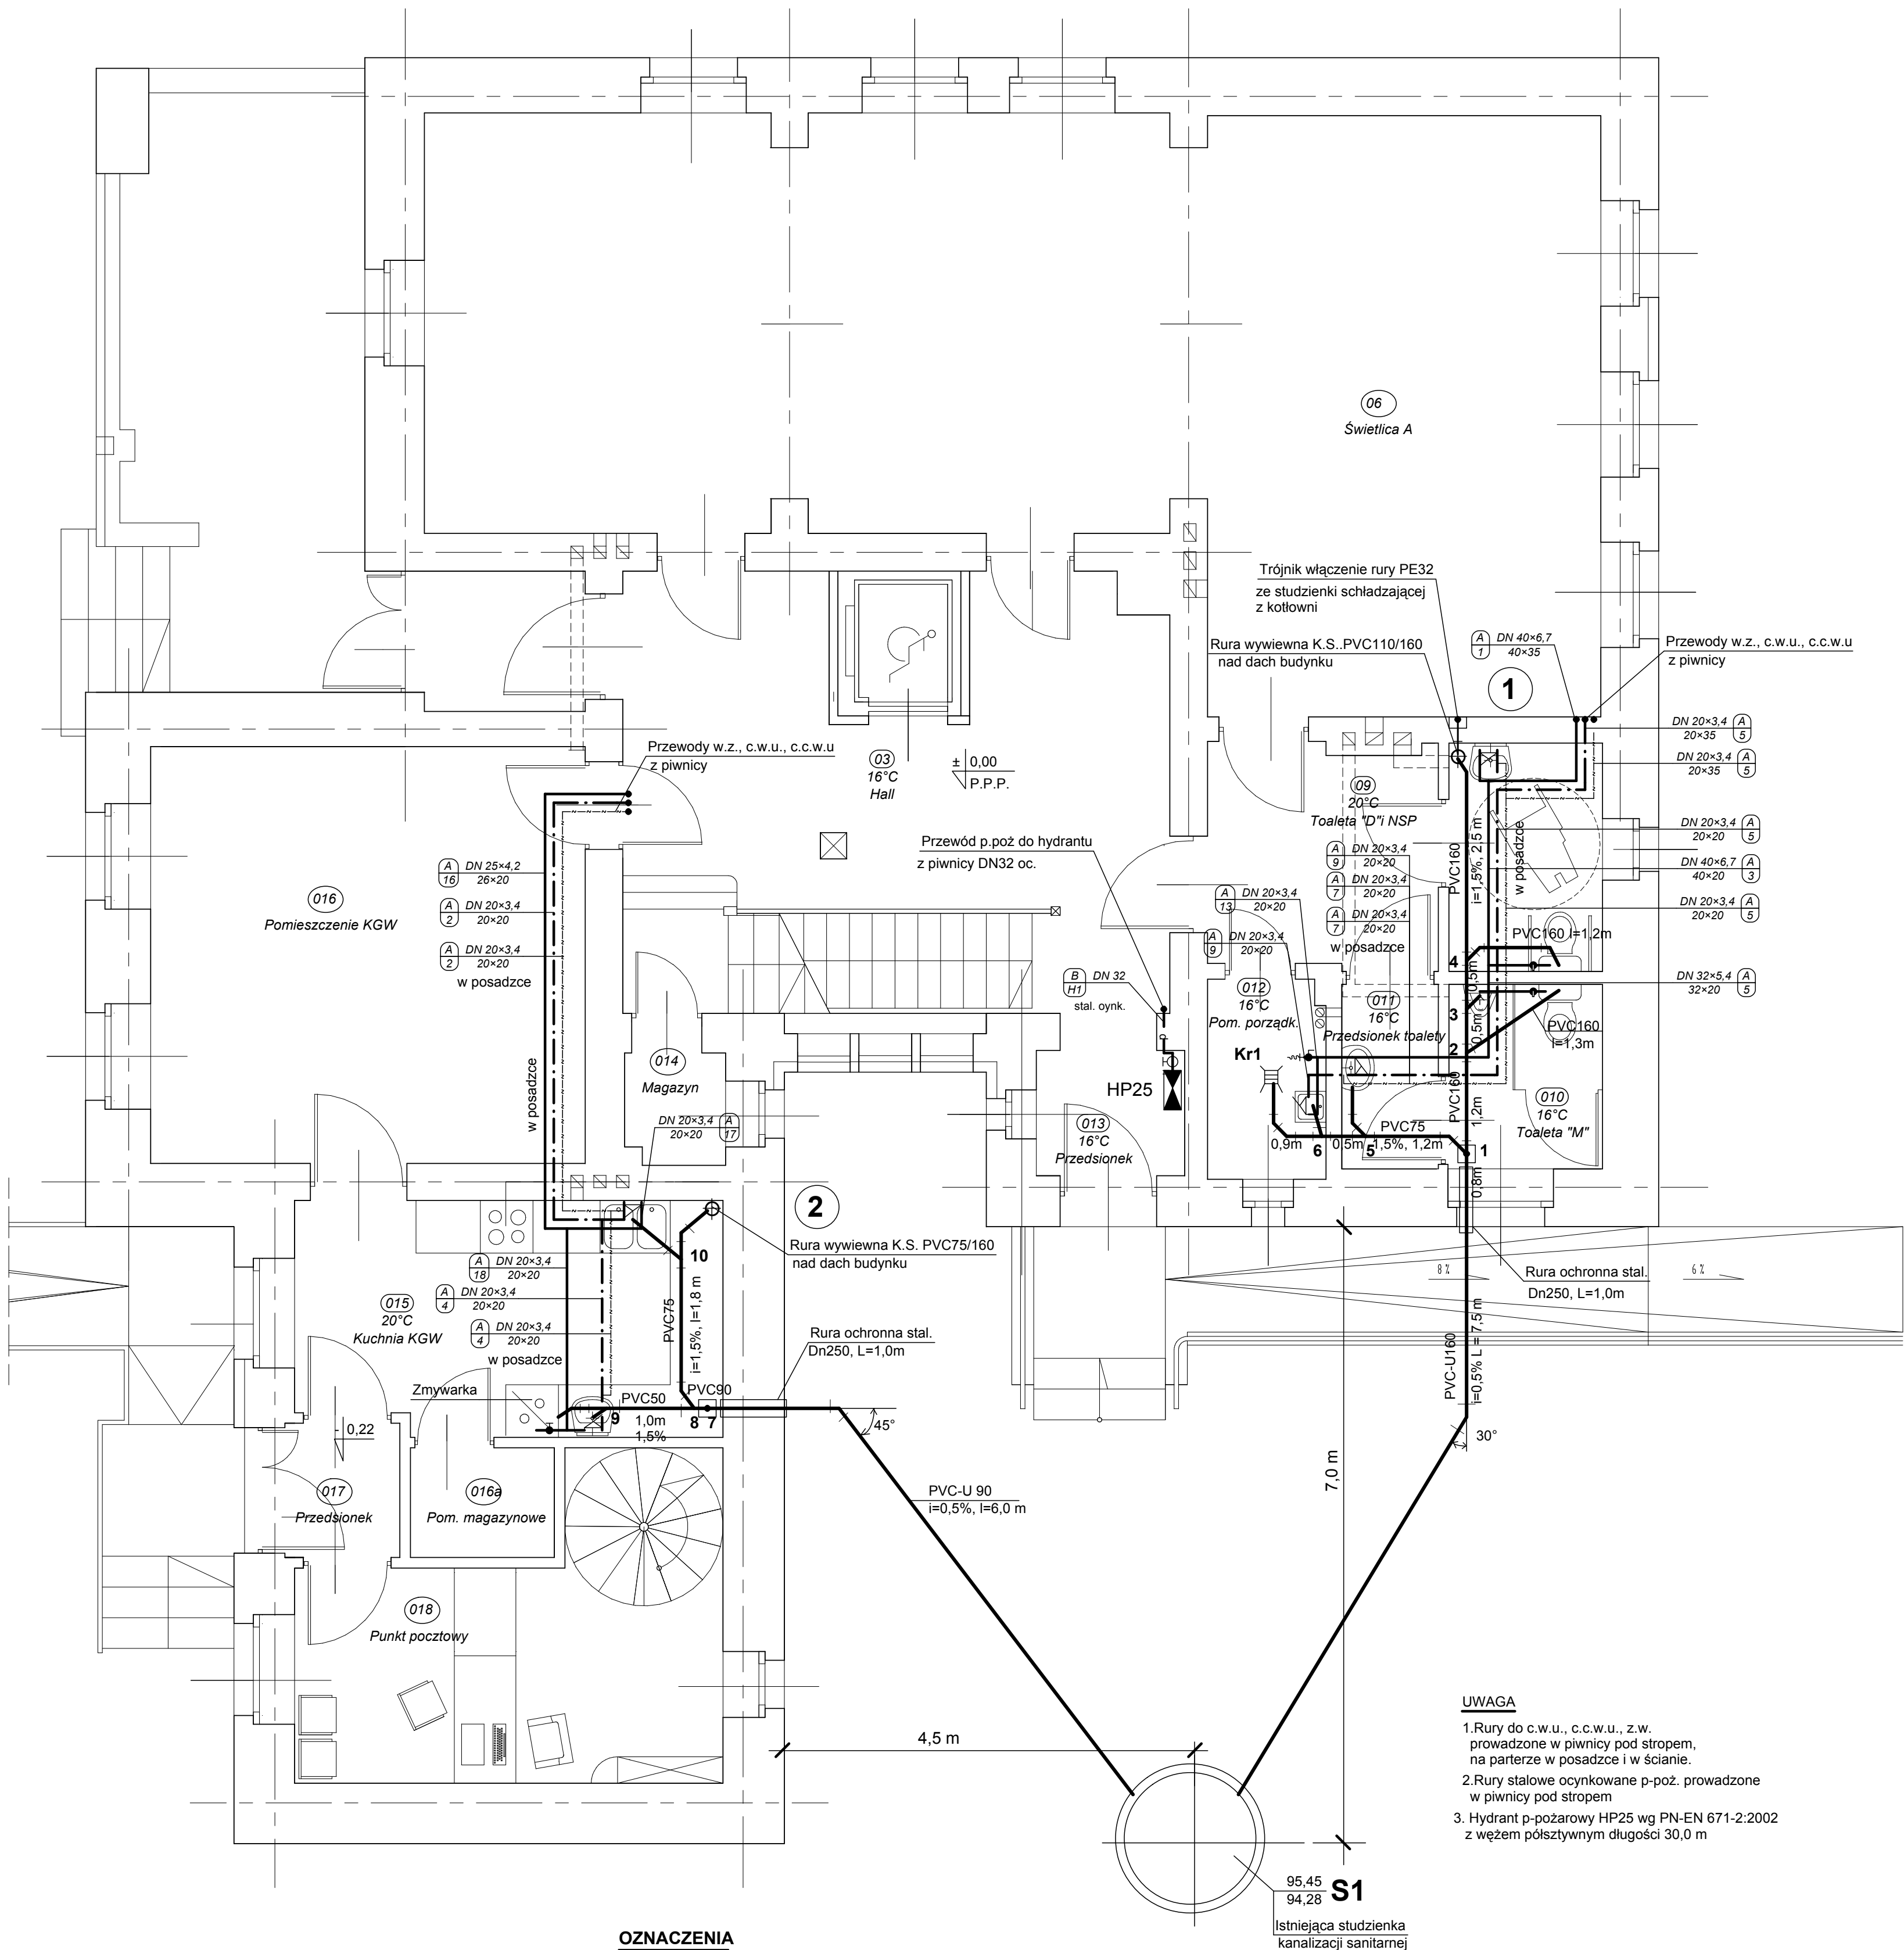 06
Świetlica A
Trójnik włączenie rury PE32
ze studzienki schładzającej
z kotłowni
Rura wywiewna K.S..PVC110/160
nad dach budynku
A
1
DN 40×6,7
40×35
Przewody w.z., c.w.u., c.c.w.u
z piwnicy
1
DN 20×3,4
20×35
A
5
DN 20×3,4
20×35
A
5
DN 20×3,4
20×20
A
5
DN 40×6,7
40×20
A
3
DN 20×3,4
20×20
A
5
DN 32×5,4
32×20
A
5
Przewody w.z., c.w.u., c.c.w.u
z piwnicy
03
16°C
Hall
± 0,00
P.P.P.
09
20°C
Toaleta "D"i NSP
Przewód p.poż do hydrantu
z piwnicy DN32 oc.
A
9
DN 20×3,4
20×20
A
7
DN 20×3,4
20×20
A
7
DN 20×3,4
20×20
w posadzce
A
13
DN 20×3,4
20×20
A
9
DN 20×3,4
20×20
PVC160
i=1,5%, 2,5 m
w posadzce
PVC160 l=1,2m
4
0,5m
3
0,5m
2
PVC160
l=1,3m
PVC160
1,2m
B
H1
DN 32
stal. oynk.
012
16°C
Pom. porządk.
011
16°C
Przedsionek toalety
Kr1
HP25
013
16°C
Przedsionek
010
16°C
Toaleta "M"
PVC75
0,9m
6
0,5m
5
1,5%, 1,2m
1
0,8m
A
16
DN 25×4,2
26×20
A
2
DN 20×3,4
20×20
A
2
DN 20×3,4
20×20
w posadzce
w posadzce
016
Pomieszczenie KGW
014
Magazyn
DN 20×3,4
20×20
A
17
2
Rura wywiewna K.S. PVC75/160
nad dach budynku
10
PVC75
i=1,5%, l=1,8 m
A
18
DN 20×3,4
20×20
A
4
DN 20×3,4
20×20
A
4
DN 20×3,4
20×20
w posadzce
015
20°C
Kuchnia KGW
Zmywarka
Rura ochronna stal.
Dn250, L=1,0m
PVC90
PVC50
9
1,0m
1,5%
8
7
45°
8%
6%
Rura ochronna stal.
Dn250, L=1,0m
PVC-U160
i=0,5% L = 7,5 m
30°
- 0,22
017
Przedsionek
016a
Pom. magazynowe
PVC-U 90
i=0,5%, l=6,0 m
7,0 m
018
Punkt pocztowy
4,5 m
UWAGA
1.Rury do c.w.u., c.c.w.u., z.w.
prowadzone w piwnicy pod stropem,
na parterze w posadzce i w ścianie.
2.Rury stalowe ocynkowane p-poż. prowadzone
w piwnicy pod stropem
3. Hydrant p-pożarowy HP25 wg PN-EN 671-2:2002
z wężem półsztywnym długości 30,0 m
95,45
94,28
S1
Istniejąca studzienka
kanalizacji sanitarnej
OZNACZENIA